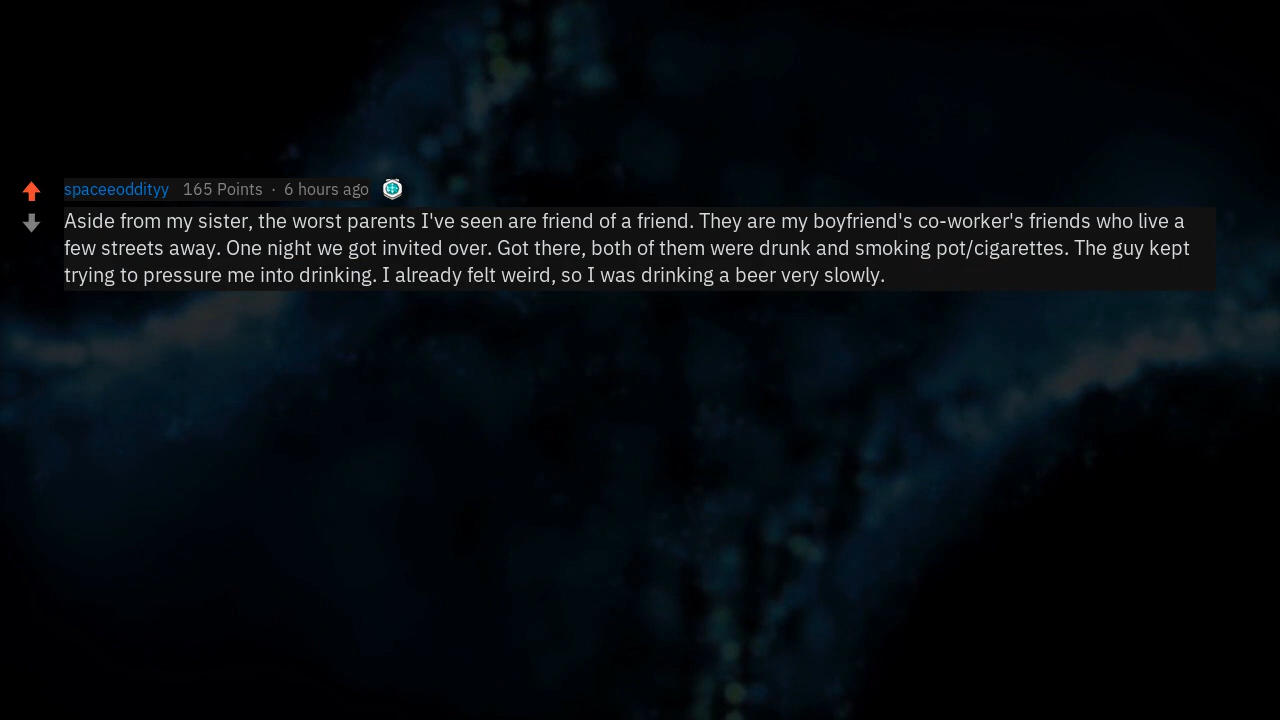 spaceeoddityy 165 Points · 6 hours ago
Aside from my sister, the worst parents I've seen are friend of a friend. They are my boyfriend's co-worker's friends who live a
few streets away. One night we got invited over. Got there, both of them were drunk and smoking pot/cigarettes. The guy kept
trying to pressure me into drinking. I already felt weird, so I was drinking a beer very slowly.